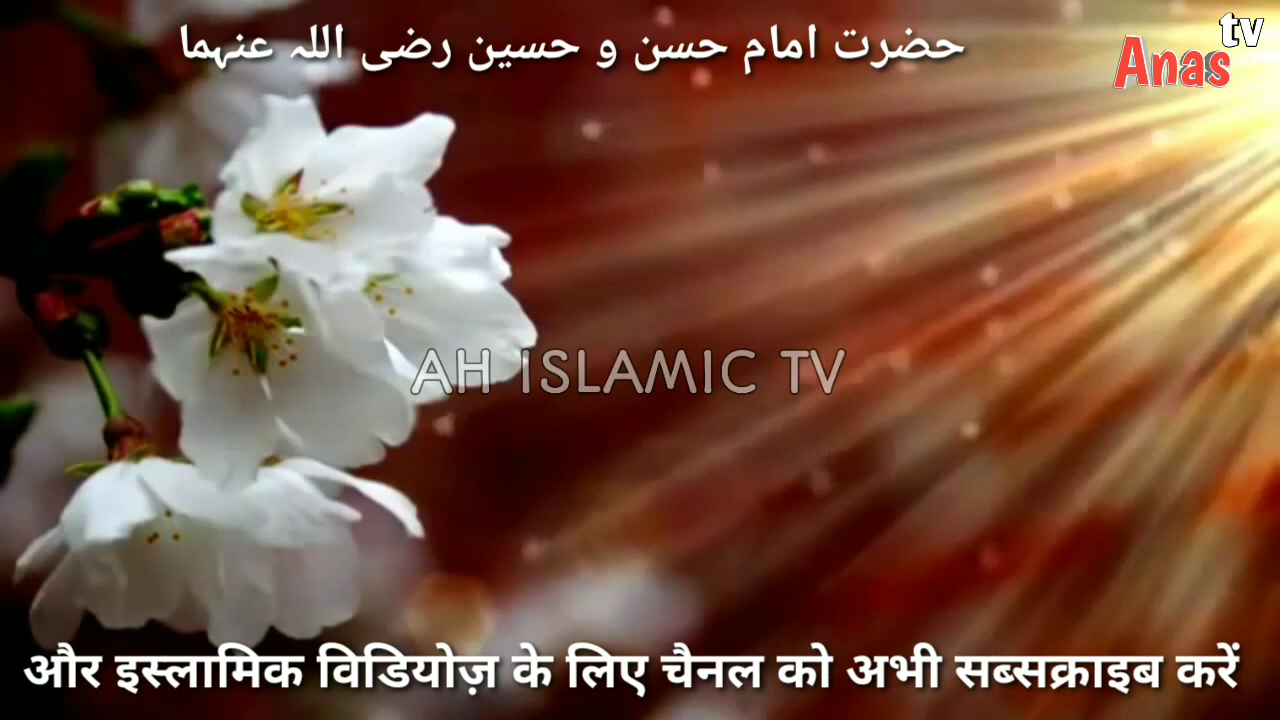 حضرت امام حسن و حسین رضی اللہ عنہما
tv
Anas
AH ISLAMIC TV
और इस्लामिक विडियोज़ के लिए चैनल को अभी सब्सक्राइब करें